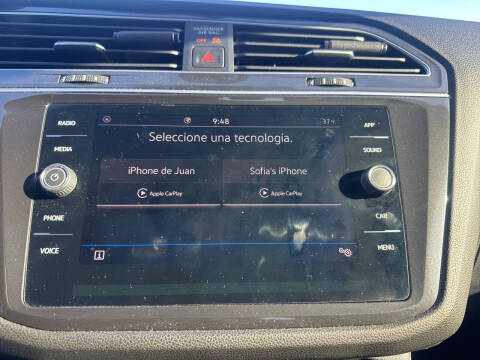 PASSENGER
AIR BAG
OFF
RADIO
9:48
37°F
APP
MEDIA
Seleccione una tecnología.
SOUND
iPhone de Juan
Sofia's iPhone
Apple CarPlay
Apple CarPlay
PHONE
CAR
VOICE
MENU